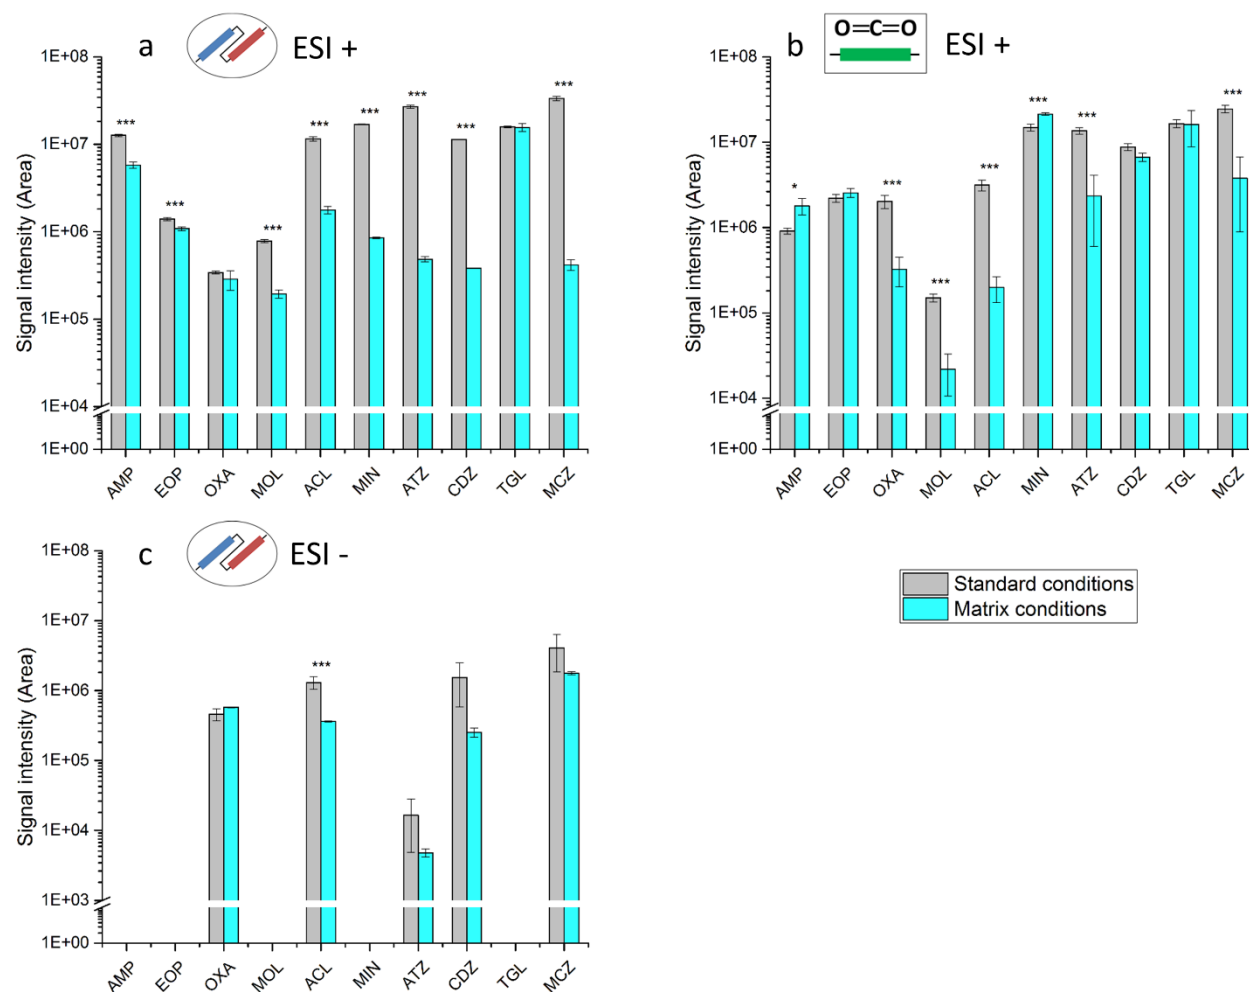 a ESI +
Signal intensity (Area)
1E+08
1E+07
1E+06
1E+05
1E+04
1E+00
*** *** *** *** *** *** *** ***
AMP EOP OXA MOL ACL MIN ATZ CDZ TGL MCZ
b O=C=O ESI +
Signal intensity (Area)
1E+08
1E+07
1E+06
1E+05
1E+04
1E+00
* *** *** *** *** *** ***
AMP EOP OXA MOL ACL MIN ATZ CDZ TGL MCZ
c ESI -
Signal intensity (Area)
1E+08
1E+07
1E+06
1E+05
1E+04
1E+03
1E+00
***
AMP EOP OXA MOL ACL MIN ATZ CDZ TGL MCZ
Standard conditions
Matrix conditions